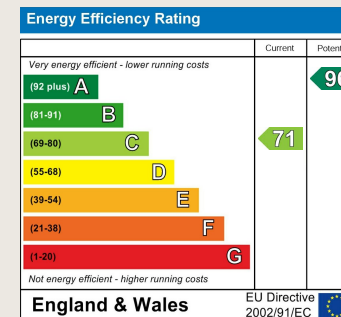 Energy Efficiency Rating
Current
Very energy efficient - lower running costs
(92 plus) A
(81-91) B
(69-80) C
71
(55-68) D
(39-54) E
(21-38) F
(1-20) G
Not energy efficient - higher running costs
England & Wales
EU Directive
2002/91/EC